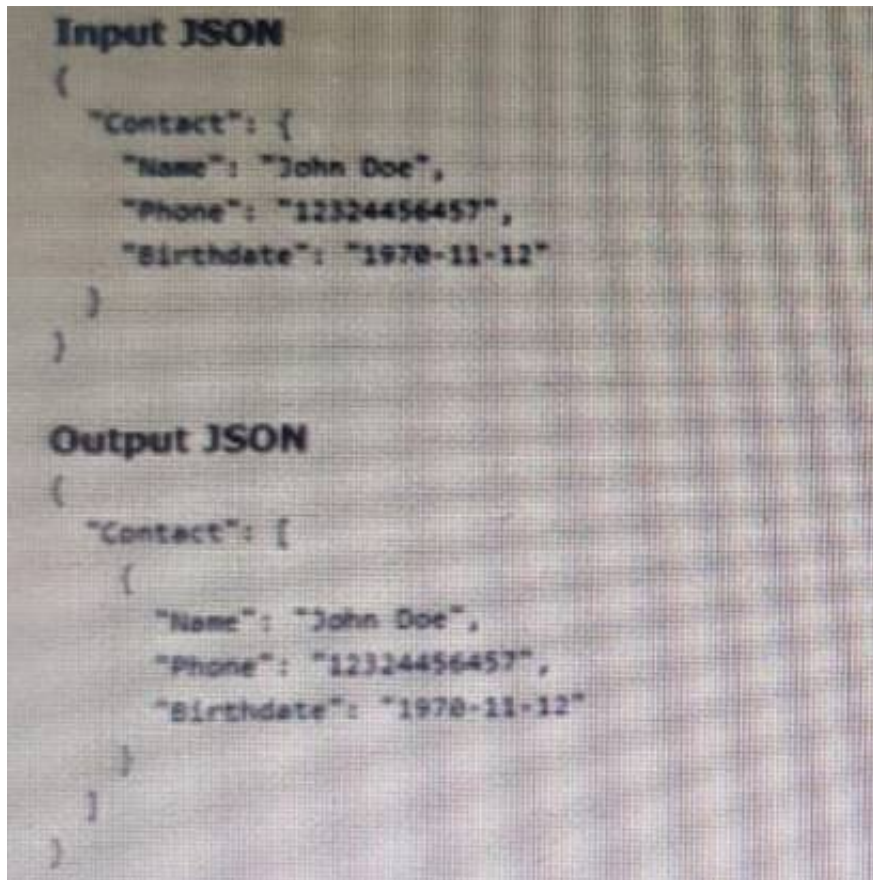 Input JSON
{
"Contact": {
"Name": "John Doe",
"Phone": "12324456457",
"Birthdate": "1970-11-12"
}
}
Output JSON
{
"Contact": [
{
"Name": "John Doe",
"Phone": "12324456457",
"Birthdate": "1970-11-12"
}
]
}